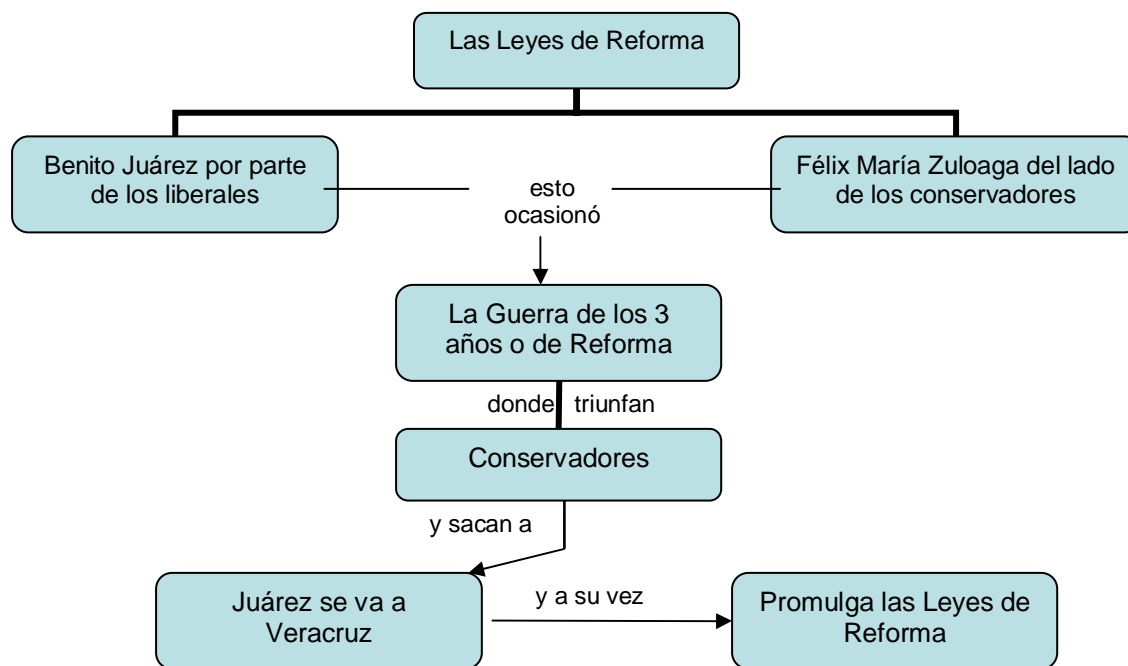 Las Leyes de Reforma
Benito Juárez por parte
de los liberales
esto
ocasionó
Félix María Zuloaga del lado
de los conservadores
La Guerra de los 3
años o de Reforma
donde triunfan
Conservadores
y sacan a
Juárez se va a
Veracruz
y a su vez
Promulga las Leyes de
Reforma